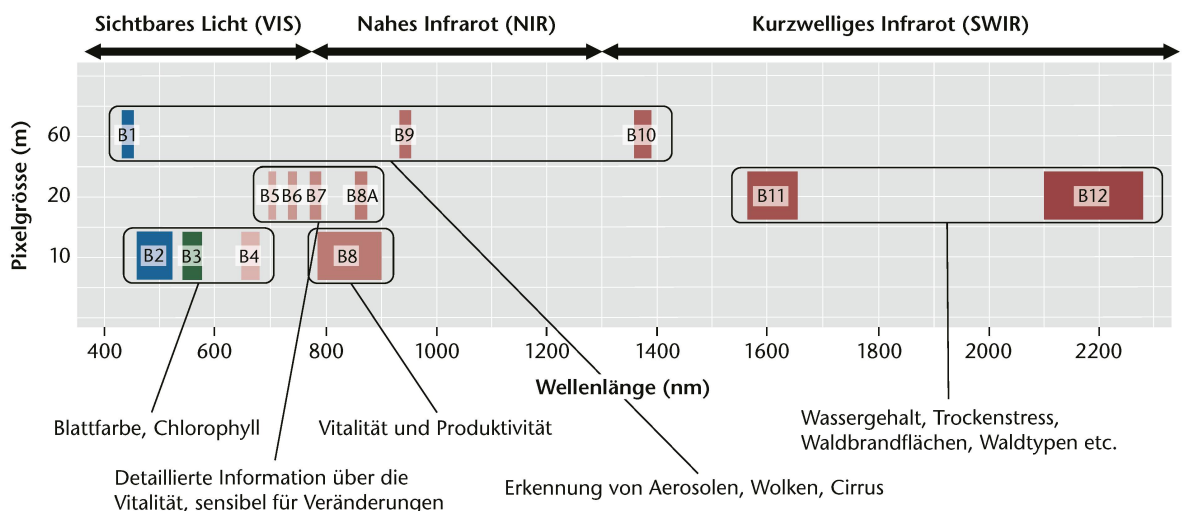 Sichtbares Licht (VIS) Nahes Infrarot (NIR) Kurzwelliges Infrarot (SWIR)
Pixelgrösse (m)
60 B1 B9 B10
20 B5 B6 B7 B8A B11 B12
10 B2 B3 B4 B8
400 600 800 1000 1200 1400 1600 1800 2000 2200
Wellenlänge (nm)
Blattfarbe, Chlorophyll
Vitalität und Produktivität
Wassergehalt, Trockenstress,
Waldbrandflächen, Waldtypen etc.
Detaillierte Information über die
Vitalität, sensibel für Veränderungen
Erkennung von Aerosolen, Wolken, Cirrus